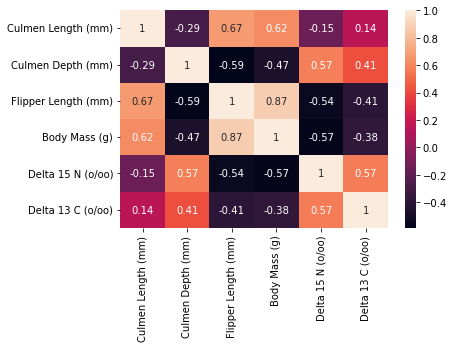 Culmen Length (mm) 1 -0.29 0.67 0.62 -0.15 0.14
Culmen Depth (mm) -0.29 1 -0.59 -0.47 0.57 0.41
Flipper Length (mm) 0.67 -0.59 1 0.87 -0.54 -0.41
Body Mass (g) 0.62 -0.47 0.87 1 -0.57 -0.38
Delta 15 N (o/oo) -0.15 0.57 -0.54 -0.57 1 0.57
Delta 13 C (o/oo) 0.14 0.41 -0.41 -0.38 0.57 1
Culmen Length (mm)
Culmen Depth (mm)
Flipper Length (mm)
Body Mass (g)
Delta 15 N (o/oo)
Delta 13 C (o/oo)
1.0
0.8
0.6
0.4
0.2
0.0
−0.2
−0.4